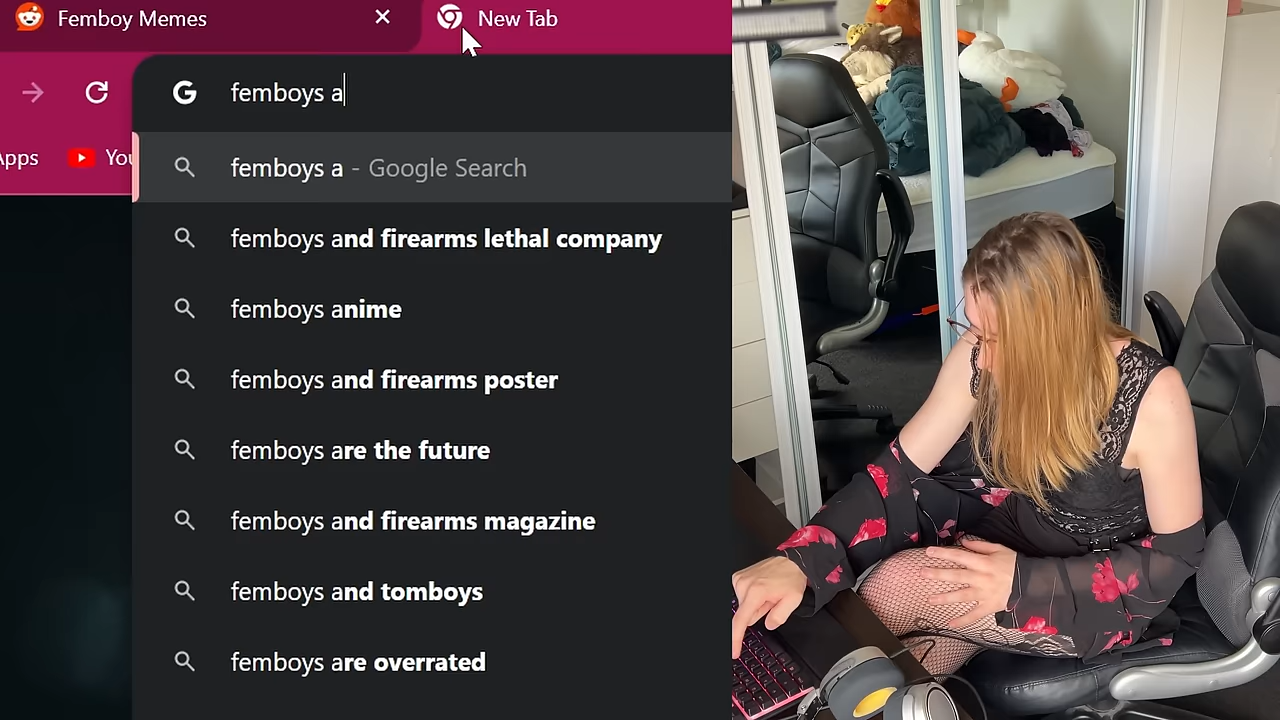 Femboy Memes
New Tab
femboys a
Apps
You
femboys a - Google Search
femboys and firearms lethal company
femboys anime
femboys and firearms poster
femboys are the future
femboys and firearms magazine
femboys and tomboys
femboys are overrated